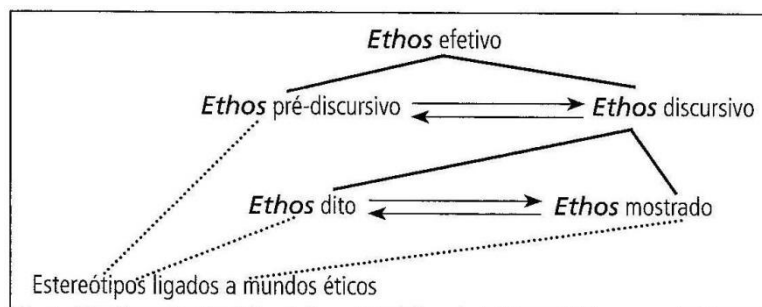 Ethos efetivo
Ethos pré-discursivo Ethos discursivo
Ethos dito Ethos mostrado
Estereótipos ligados a mundos éticos